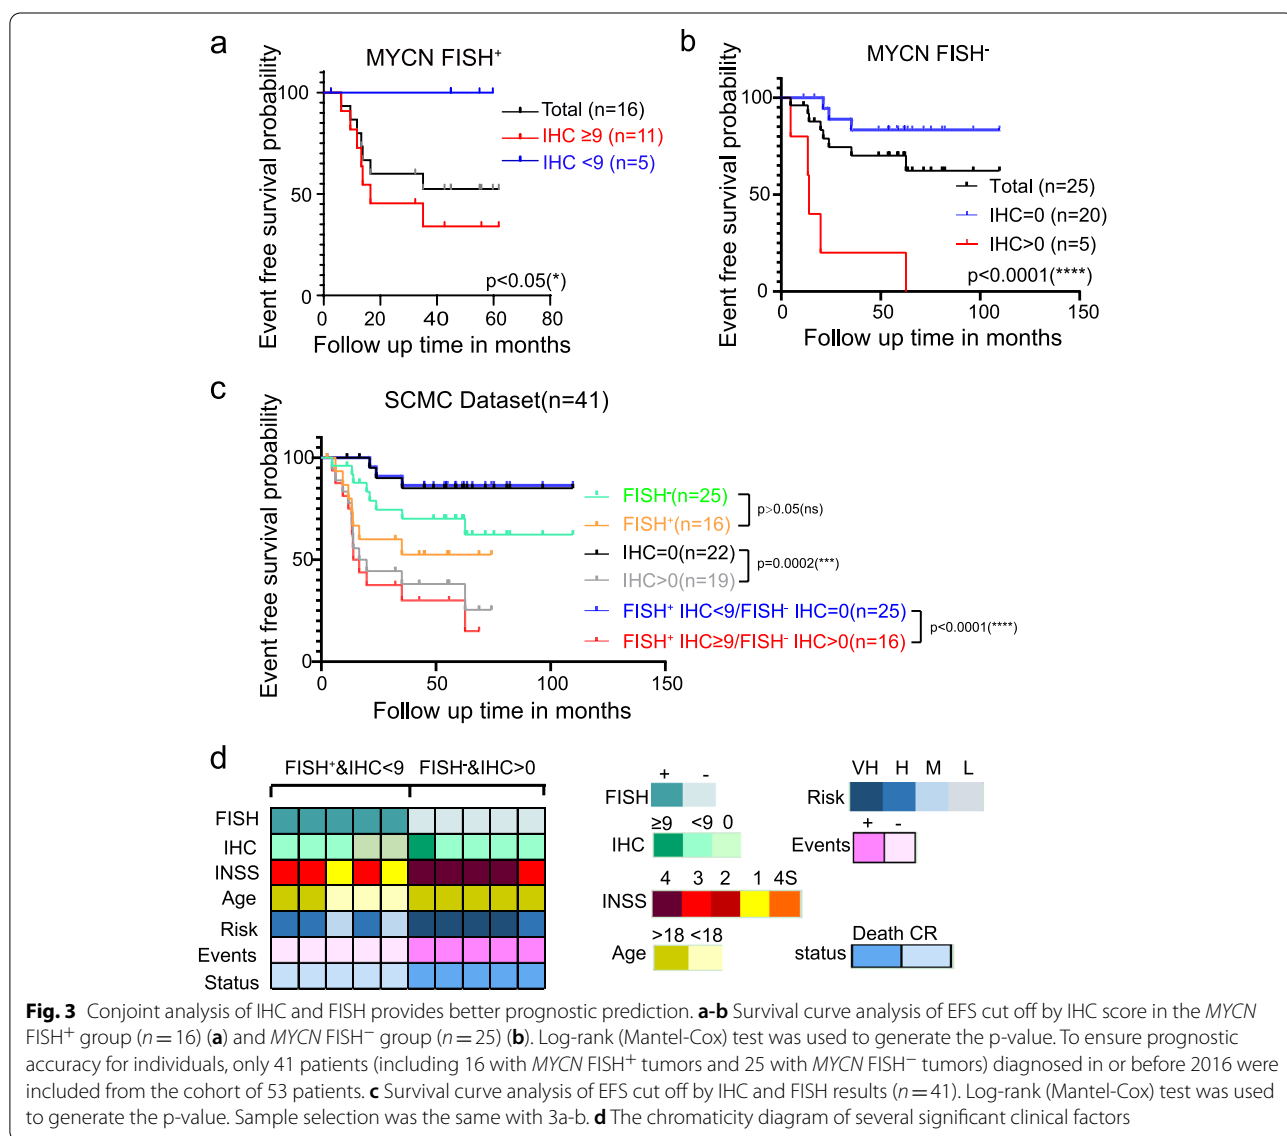 a
MYCN FISH⁺
Event free survival probability
100
50
0
0 20 40 60 80
Follow up time in months
Total (n=16)
IHC ≥9 (n=11)
IHC <9 (n=5)
p<0.05(*)
b
MYCN FISH⁻
Event free survival probability
100
50
0
0 50 100 150
Follow up time in months
Total (n=25)
IHC=0 (n=20)
IHC>0 (n=5)
p<0.0001(****)
c
SCMC Dataset(n=41)
Event free survival probability
100
50
0
0 50 100 150
Follow up time in months
FISH⁻(n=25)
FISH⁺(n=16)
p>0.05(ns)
IHC=0(n=22)
IHC>0(n=19)
p=0.0002(***)
FISH⁺ IHC<9/FISH⁻ IHC=0(n=25)
FISH⁺ IHC≥9/FISH⁻ IHC>0(n=16)
p<0.0001(****)
d
FISH⁺&IHC<9 FISH⁻&IHC>0
FISH
IHC
INSS
Age
Risk
Events
Status
+ -
FISH
≥9 <9 0
IHC
4 3 2 1 4S
INSS
>18 <18
Age
VH H M L
Risk
+ -
Events
Death CR
status
Fig. 3 Conjoint analysis of IHC and FISH provides better prognostic prediction. a-b Survival curve analysis of EFS cut off by IHC score in the MYCN
FISH⁺ group (n = 16) (a) and MYCN FISH⁻ group (n = 25) (b). Log-rank (Mantel-Cox) test was used to generate the p-value. To ensure prognostic
accuracy for individuals, only 41 patients (including 16 with MYCN FISH⁺ tumors and 25 with MYCN FISH⁻ tumors) diagnosed in or before 2016 were
included from the cohort of 53 patients. c Survival curve analysis of EFS cut off by IHC and FISH results (n = 41). Log-rank (Mantel-Cox) test was used
to generate the p-value. Sample selection was the same with 3a-b. d The chromaticity diagram of several significant clinical factors